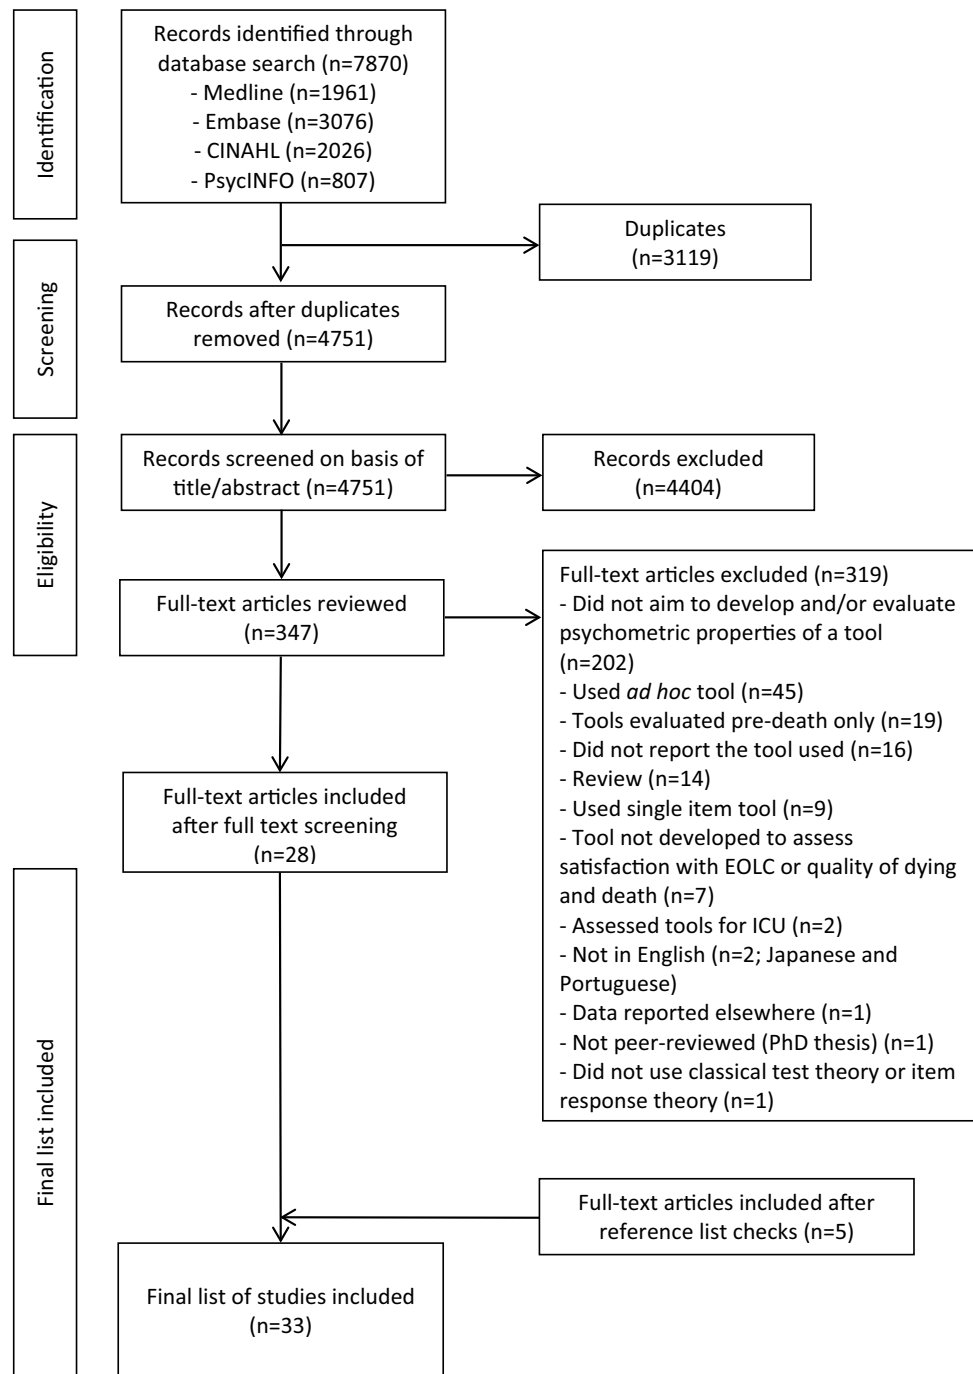 Identification
Records identified through
database search (n=7870)
- Medline (n=1961)
- Embase (n=3076)
- CINAHL (n=2026)
- PsycINFO (n=807)
Duplicates
(n=3119)
Screening
Records after duplicates
removed (n=4751)
Eligibility
Records screened on basis of
title/abstract (n=4751)
Records excluded
(n=4404)
Full-text articles reviewed
(n=347)
Full-text articles excluded (n=319)
- Did not aim to develop and/or evaluate
psychometric properties of a tool
(n=202)
- Used ad hoc tool (n=45)
- Tools evaluated pre-death only (n=19)
- Did not report the tool used (n=16)
- Review (n=14)
- Used single item tool (n=9)
- Tool not developed to assess
satisfaction with EOLC or quality of dying
and death (n=7)
- Assessed tools for ICU (n=2)
- Not in English (n=2; Japanese and
Portuguese)
- Data reported elsewhere (n=1)
- Not peer-reviewed (PhD thesis) (n=1)
- Did not use classical test theory or item
response theory (n=1)
Full-text articles included
after full text screening
(n=28)
Final list included
Full-text articles included after
reference list checks (n=5)
Final list of studies included
(n=33)